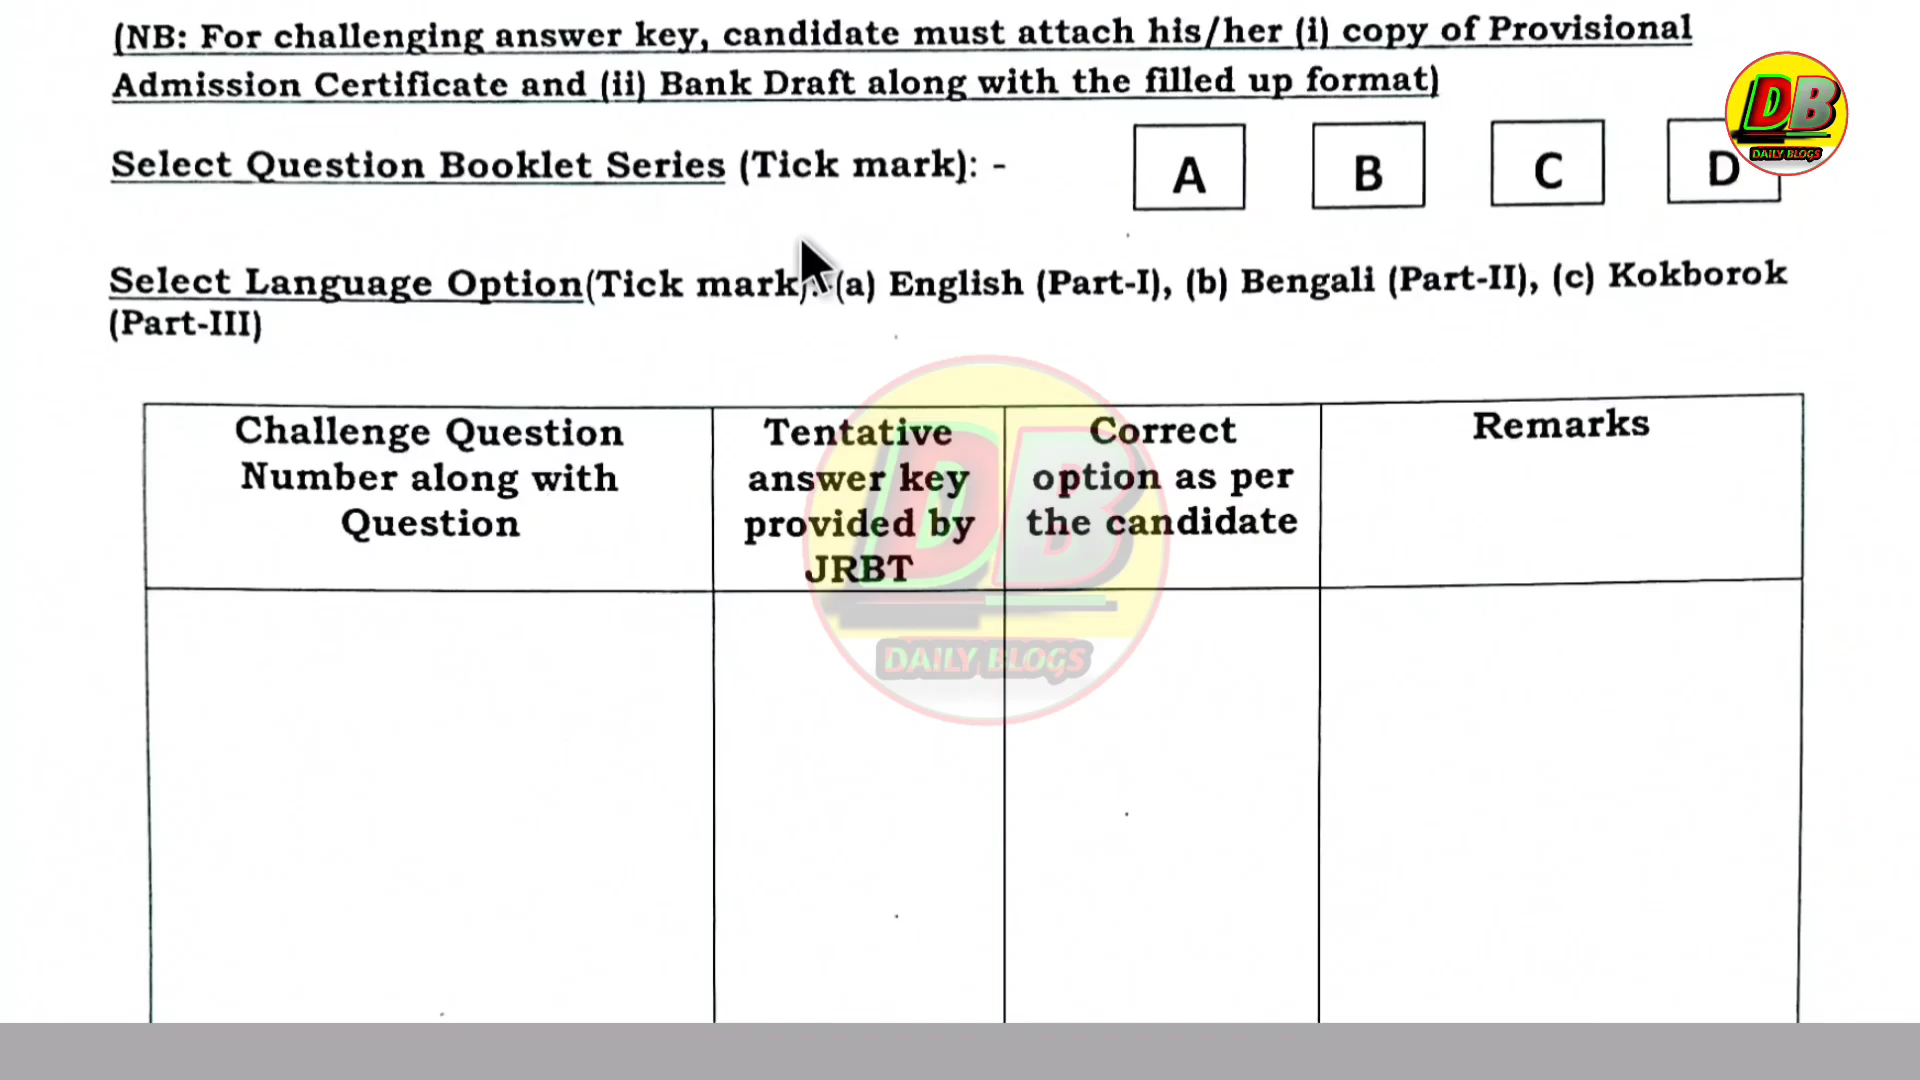 (NB: For challenging answer key, candidate must attach his/her (i) copy of Provisional
Admission Certificate and (ii) Bank Draft along with the filled up format)
DB
DAILY BLOGS
Select Question Booklet Series (Tick mark): -
A
B
C
D
Select Language Option(Tick mark): (a) English (Part-I), (b) Bengali (Part-II), (c) Kokborok
(Part-III)
Challenge Question
Number along with
Question
Tentative
answer key
provided by
JRBT
Correct
option as per
the candidate
Remarks
DB
DAILY BLOGS